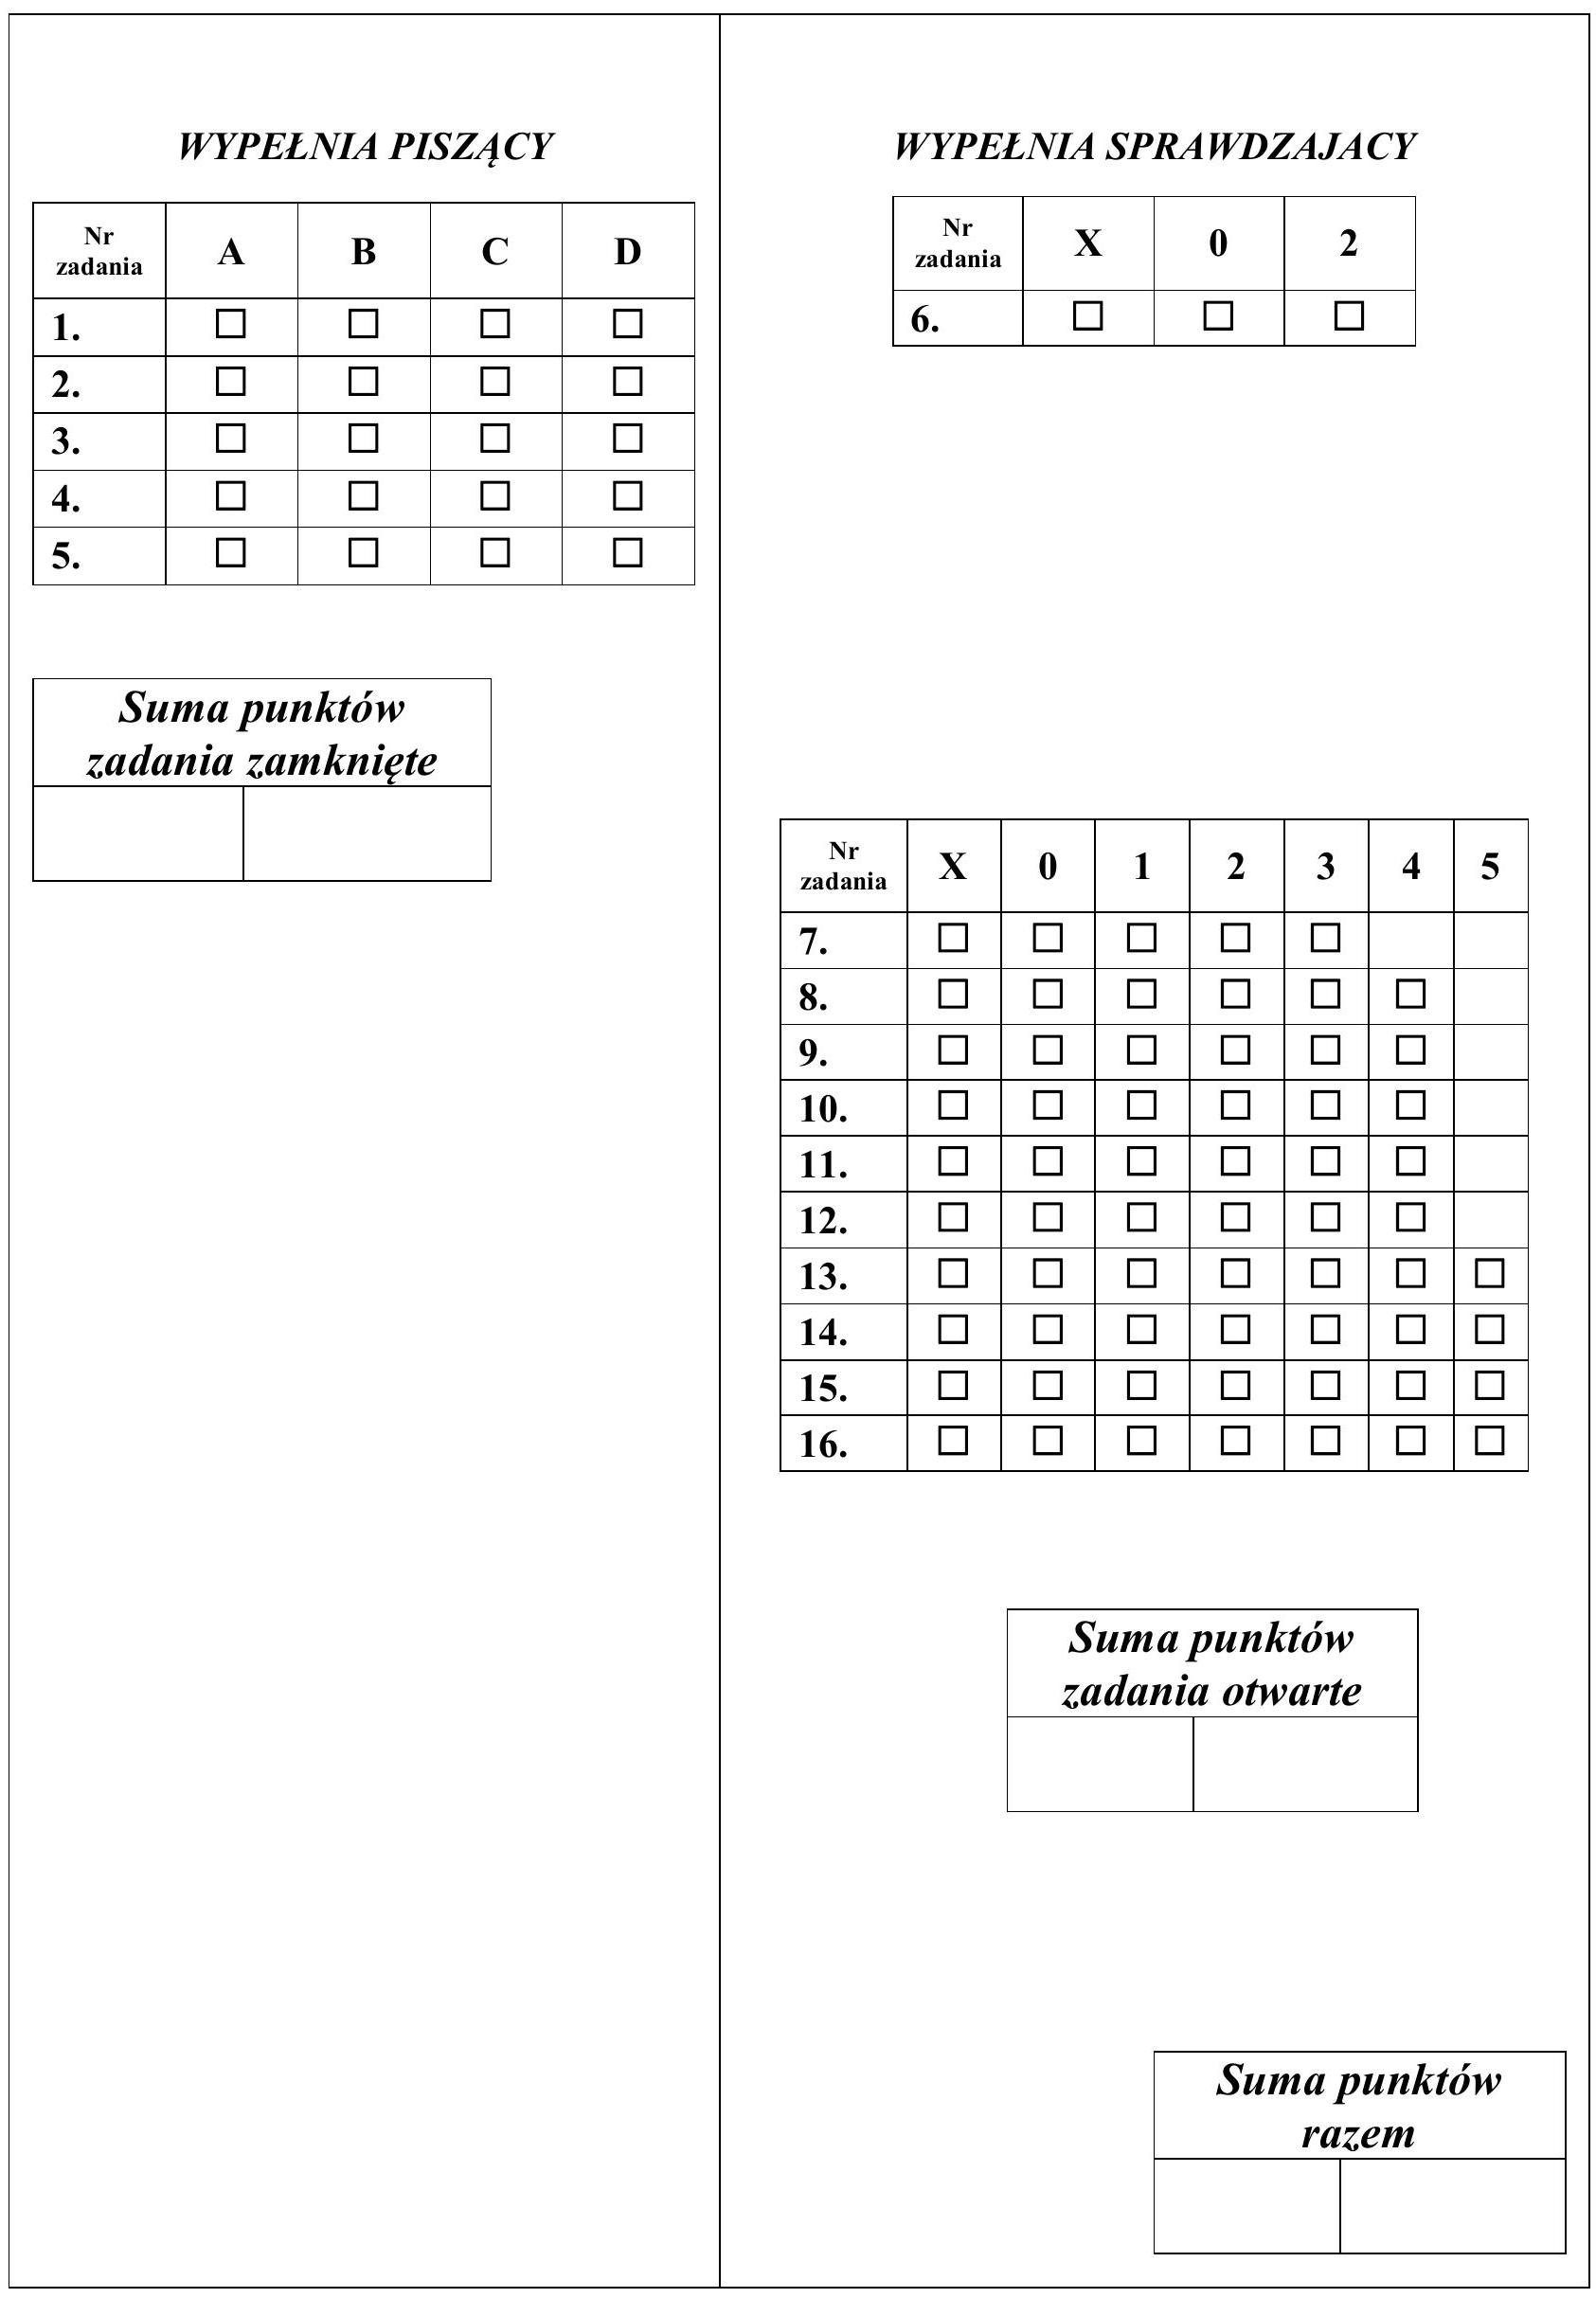 WYPEŁNIA PISZĄCY
Nr zadania A B C D
1. ☐ ☐ ☐ ☐
2. ☐ ☐ ☐ ☐
3. ☐ ☐ ☐ ☐
4. ☐ ☐ ☐ ☐
5. ☐ ☐ ☐ ☐
Suma punktów
zadania zamknięte
WYPEŁNIA SPRAWDZAJACY
Nr zadania X 0 2
6. ☐ ☐ ☐
Nr zadania X 0 1 2 3 4 5
7. ☐ ☐ ☐ ☐ ☐
8. ☐ ☐ ☐ ☐ ☐ ☐
9. ☐ ☐ ☐ ☐ ☐ ☐
10. ☐ ☐ ☐ ☐ ☐ ☐
11. ☐ ☐ ☐ ☐ ☐ ☐
12. ☐ ☐ ☐ ☐ ☐ ☐
13. ☐ ☐ ☐ ☐ ☐ ☐ ☐
14. ☐ ☐ ☐ ☐ ☐ ☐ ☐
15. ☐ ☐ ☐ ☐ ☐ ☐ ☐
16. ☐ ☐ ☐ ☐ ☐ ☐ ☐
Suma punktów
zadania otwarte
Suma punktów
razem